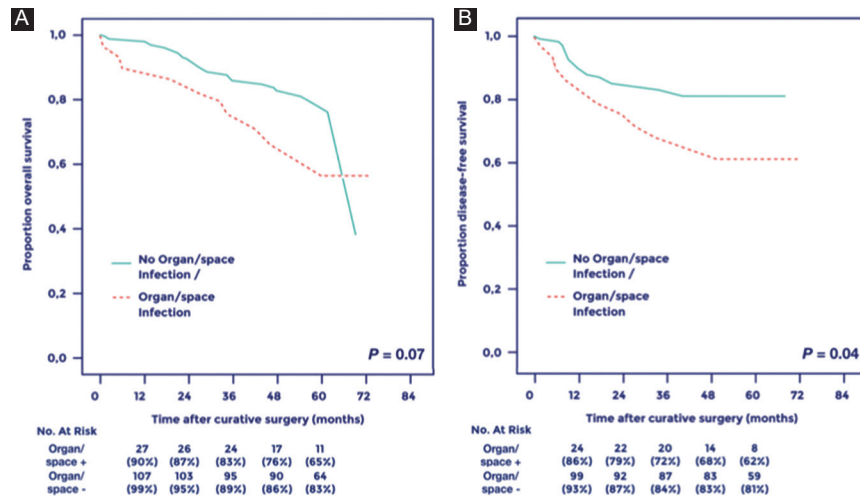 A
Proportion overall survival
1,0
0,8
0,6
0,4
0,2
0,0
No Organ/space
Infection /
Organ/space
Infection
P = 0.07
0 12 24 36 48 60 72 84
Time after curative surgery (months)
No. At Risk
Organ/ 27 26 24 17 11
space + (90%) (87%) (83%) (76%) (65%)
Organ/ 107 103 95 90 64
space - (99%) (95%) (89%) (86%) (83%)
B
Proportion disease-free survival
1,0
0,8
0,6
0,4
0,2
0,0
No Organ/space
Infection /
Organ/space
Infection
P = 0.04
0 12 24 36 48 60 72 84
Time after curative surgery (months)
No. At Risk
Organ/ 24 22 20 14 8
space + (86%) (79%) (72%) (68%) (62%)
Organ/ 99 92 87 83 59
space - (93%) (87%) (84%) (83%) (81%)